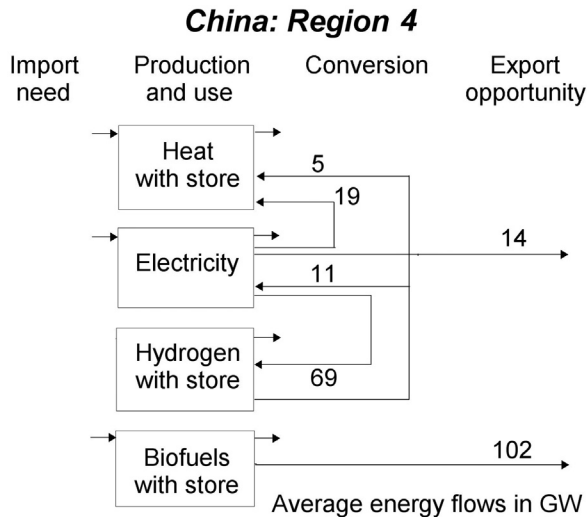 China: Region 4
Import need
Production and use
Conversion
Export opportunity
Heat with store
5
19
Electricity
14
11
Hydrogen with store
69
Biofuels with store
102
Average energy flows in GW